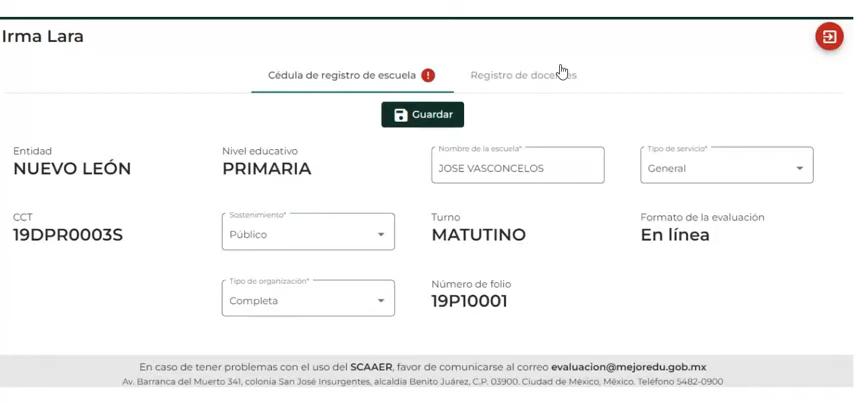 Irma Lara
Cédula de registro de escuela
Registro de docentes
Guardar
Entidad
NUEVO LEÓN
Nivel educativo
PRIMARIA
Nombre de la escuela*
JOSE VASCONCELOS
Tipo de servicio*
General
CCT
19DPR0003S
Sostenimiento*
Público
Turno
MATUTINO
Formato de la evaluación
En línea
Tipo de organización*
Completa
Número de folio
19P10001
En caso de tener problemas con el uso del SCAAER, favor de comunicarse al correo evaluacion@mejoredu.gob.mx
Av. Barranca del Muerto 341, colonia San José Insurgentes, alcaldía Benito Juárez, C.P. 03900. Ciudad de México, México. Teléfono 5482-0900